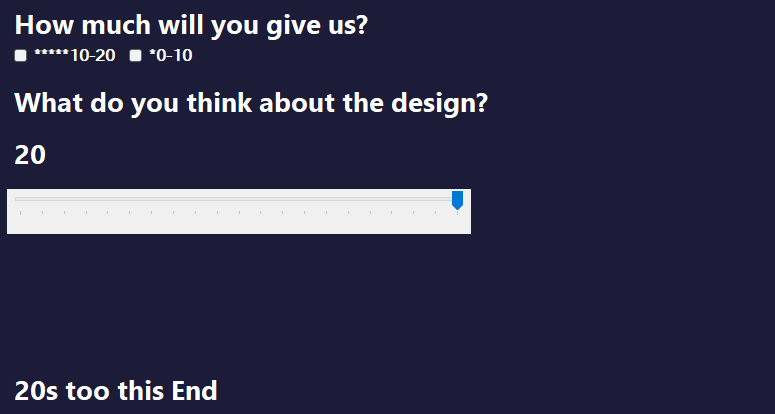 How much will you give us?
*****10-20 *0-10
What do you think about the design?
20
20s too this End